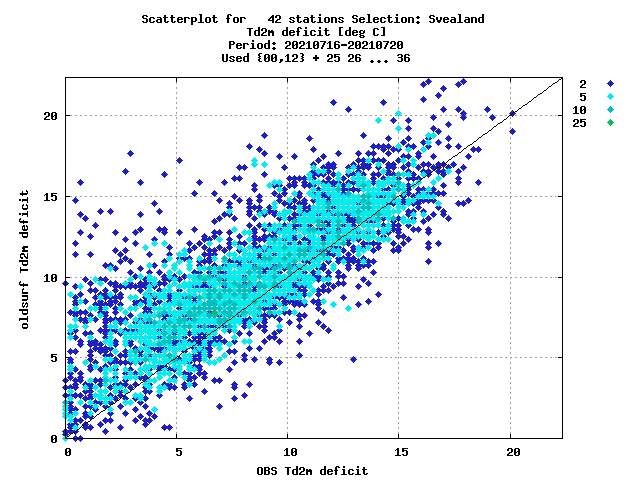 Scatterplot for 42 stations Selection: Svealand
Td2m deficit [deg C]
Period: 20210716-20210720
Used {00,12} + 25 26 ... 36
2
5
10
25
20
15
10
5
0
0
5
10
15
20
oldsurf Td2m deficit
OBS Td2m deficit